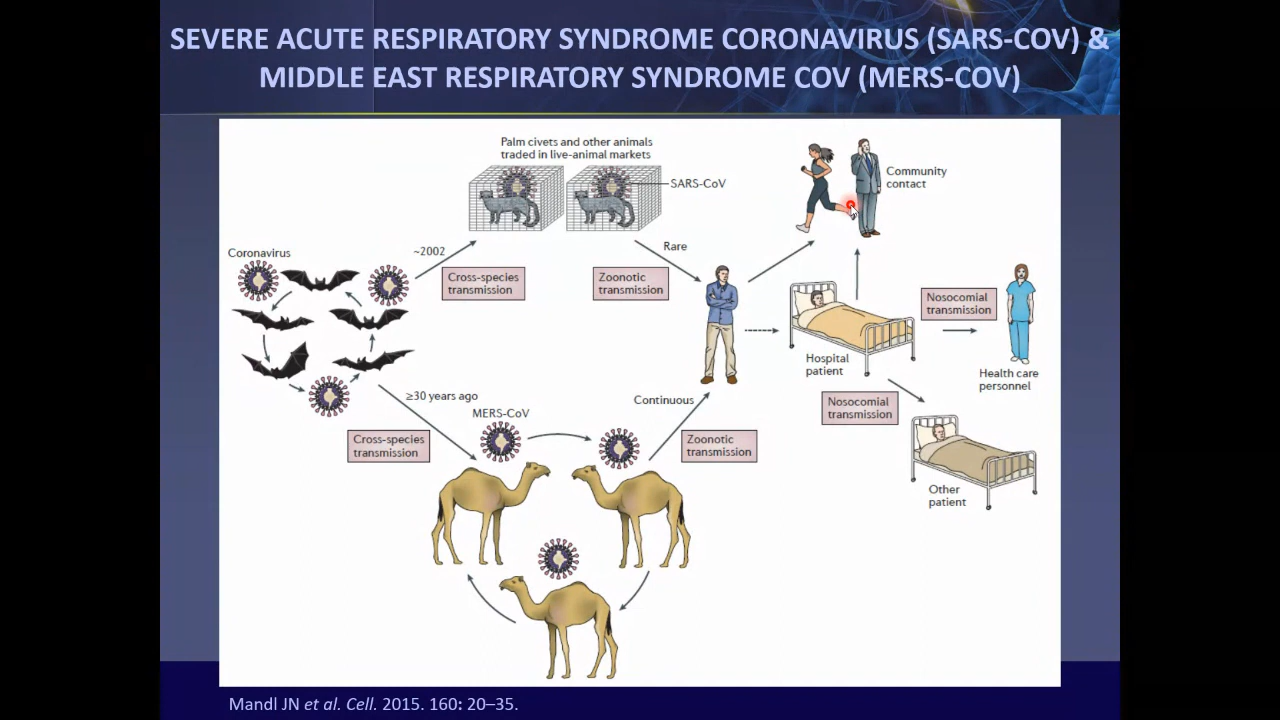 SEVERE ACUTE RESPIRATORY SYNDROME CORONAVIRUS (SARS-COV) &
MIDDLE EAST RESPIRATORY SYNDROME COV (MERS-COV)
Palm civets and other animals
traded in live-animal markets
SARS-CoV
Community
contact
Coronavirus
~2002
Rare
Cross-species
transmission
Zoonotic
transmission
Nosocomial
transmission
Hospital
patient
Health care
personnel
≥30 years ago
MERS-CoV
Continuous
Nosocomial
transmission
Cross-species
transmission
Zoonotic
transmission
Other
patient
Mandl JN et al. Cell. 2015. 160: 20–35.